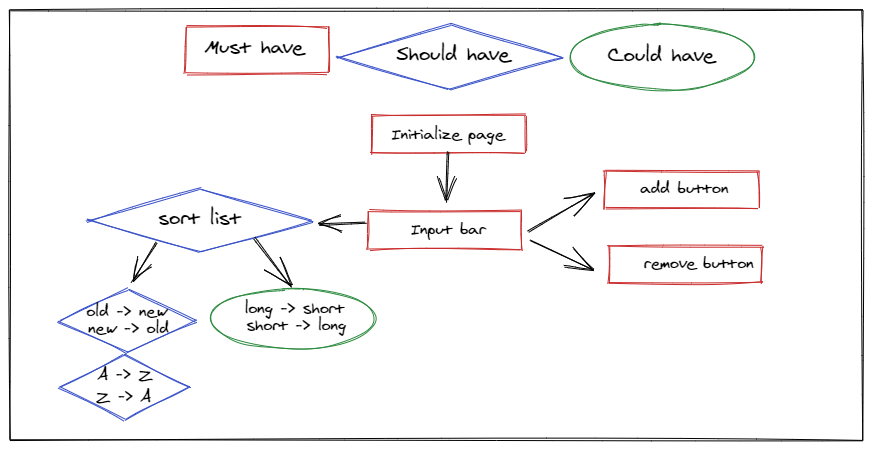 Must have
Should have
Could have
Initialize page
add button
sort list
Input bar
remove button
old -> new
new -> old
long -> short
short -> long
A -> Z
Z -> A